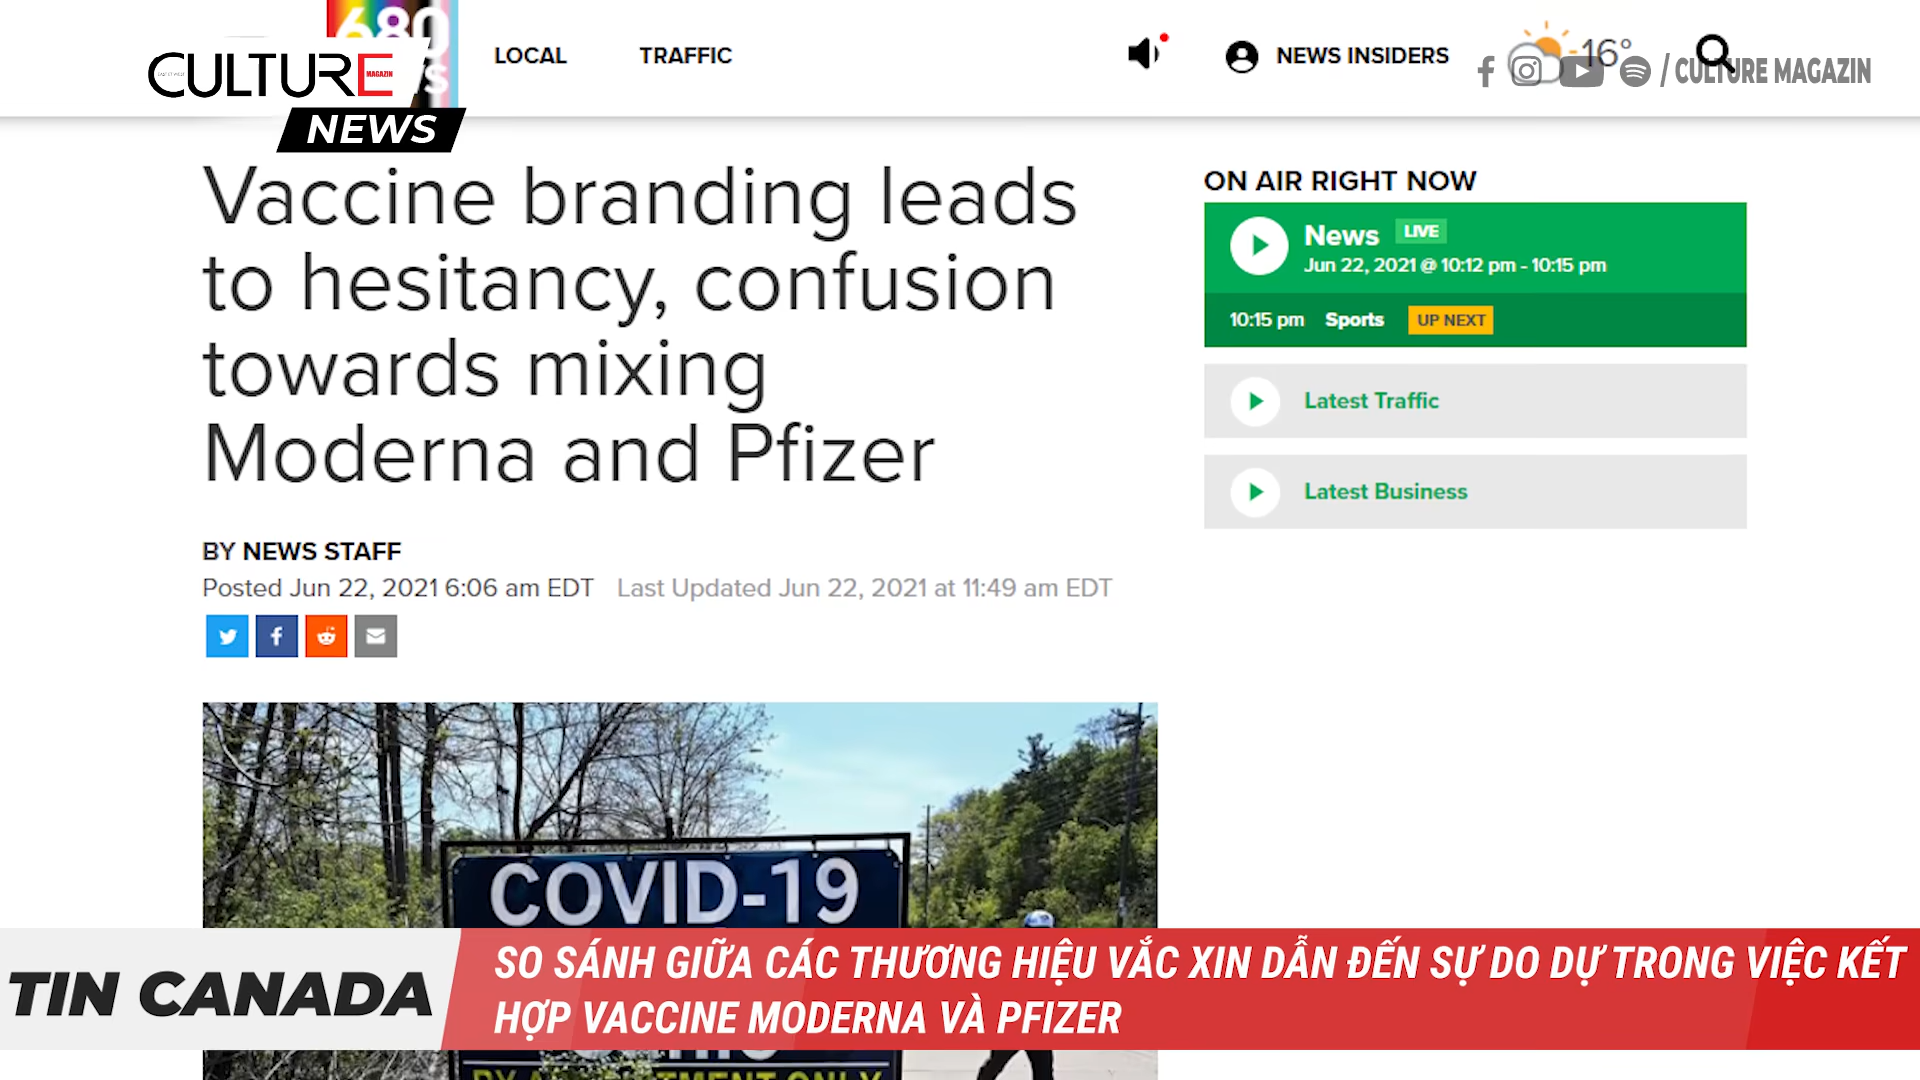 680
CULTURE
MAGAZIN
NEWS
LOCAL
TRAFFIC
NEWS INSIDERS
16°
/ CULTURE MAGAZIN
Vaccine branding leads
to hesitancy, confusion
towards mixing
Moderna and Pfizer
BY NEWS STAFF
Posted Jun 22, 2021 6:06 am EDT Last Updated Jun 22, 2021 at 11:49 am EDT
ON AIR RIGHT NOW
News LIVE
Jun 22, 2021 @ 10:12 pm - 10:15 pm
10:15 pm Sports UP NEXT
Latest Traffic
Latest Business
COVID-19
TIN CANADA
SO SÁNH GIỮA CÁC THƯƠNG HIỆU VẮC XIN DẪN ĐẾN SỰ DO DỰ TRONG VIỆC KẾT
HỢP VACCINE MODERNA VÀ PFIZER